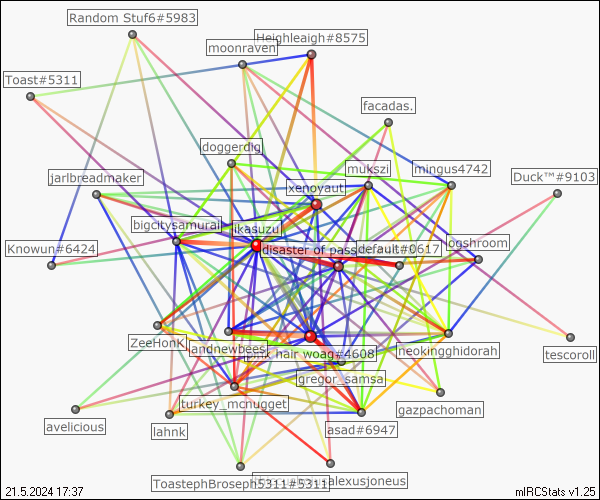 Random Stuf6#5983
Heighleaigh#8575
moonraven
Toast#5311
facadas.
doggerdig
mukszi
mingus4742
jarlbreadmaker
xenoyaut
Duck™#9103
bigcitysamurai
ikasuzu
Knowun#6424
disaster of pass
default#0617
ogshroom
ZeeHonK
andnewbees
hair woag#4608
neokingghidorah
tescoroll
gregor_samsa
avelicious
turkey_mcnugget
gazpachoman
lahnk
asad#6947
ToastephBroseph5311#5311
alexusjoneus
21.5.2024 17:37
mIRCStats v1.25